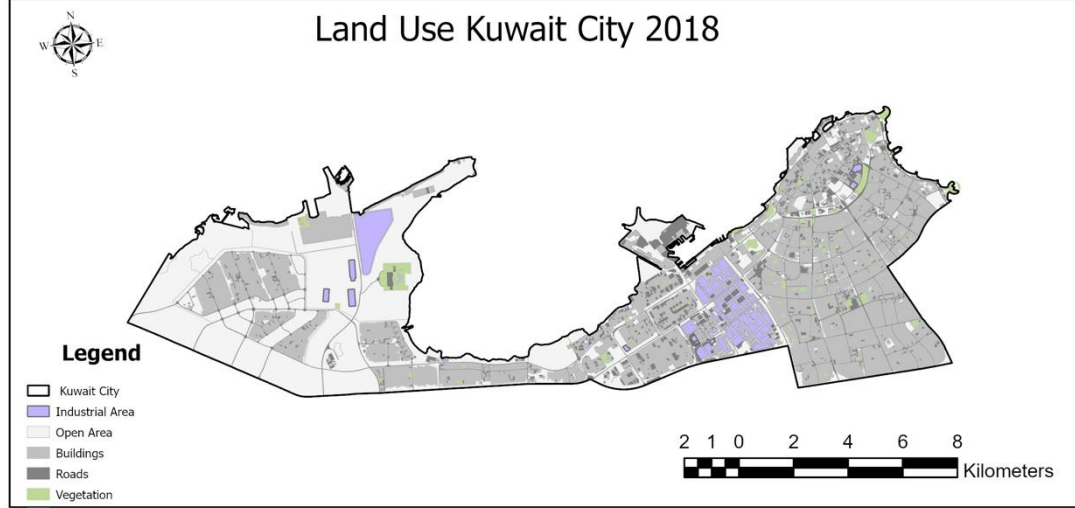 Land Use Kuwait City 2018
N
W
E
S
Legend
Kuwait City
Industrial Area
Open Area
Buildings
Roads
Vegetation
2 1 0 2 4 6 8
Kilometers